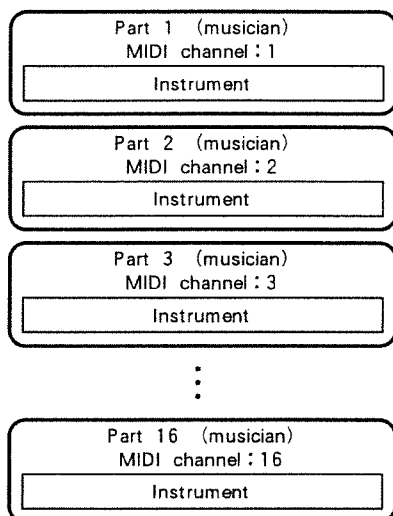 Part 1 (musician)
MIDI channel：1
Instrument
Part 2 (musician)
MIDI channel：2
Instrument
Part 3 (musician)
MIDI channel：3
Instrument
⋮
Part 16 (musician)
MIDI channel：16
Instrument